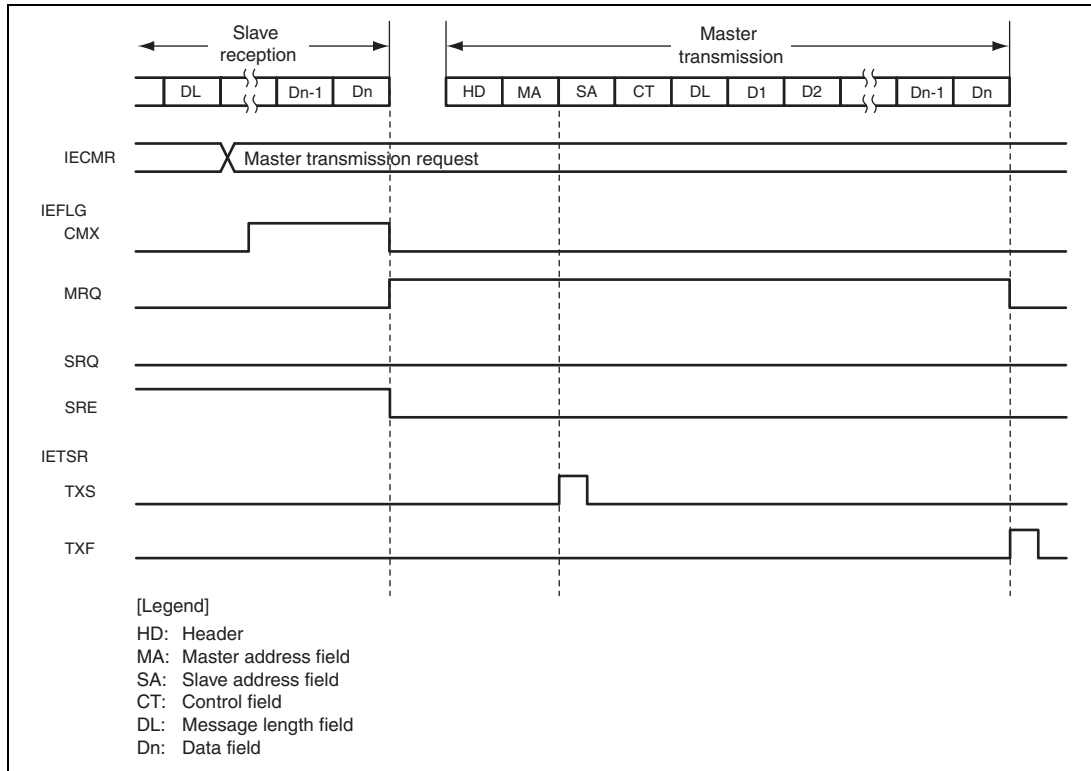 Slave
reception
Master
transmission
DL Dn-1 Dn HD MA SA CT DL D1 D2 Dn-1 Dn
IECMR Master transmission request
IEFLG
CMX
MRQ
SRQ
SRE
IETSR
TXS
TXF
[Legend]
HD: Header
MA: Master address field
SA: Slave address field
CT: Control field
DL: Message length field
Dn: Data field